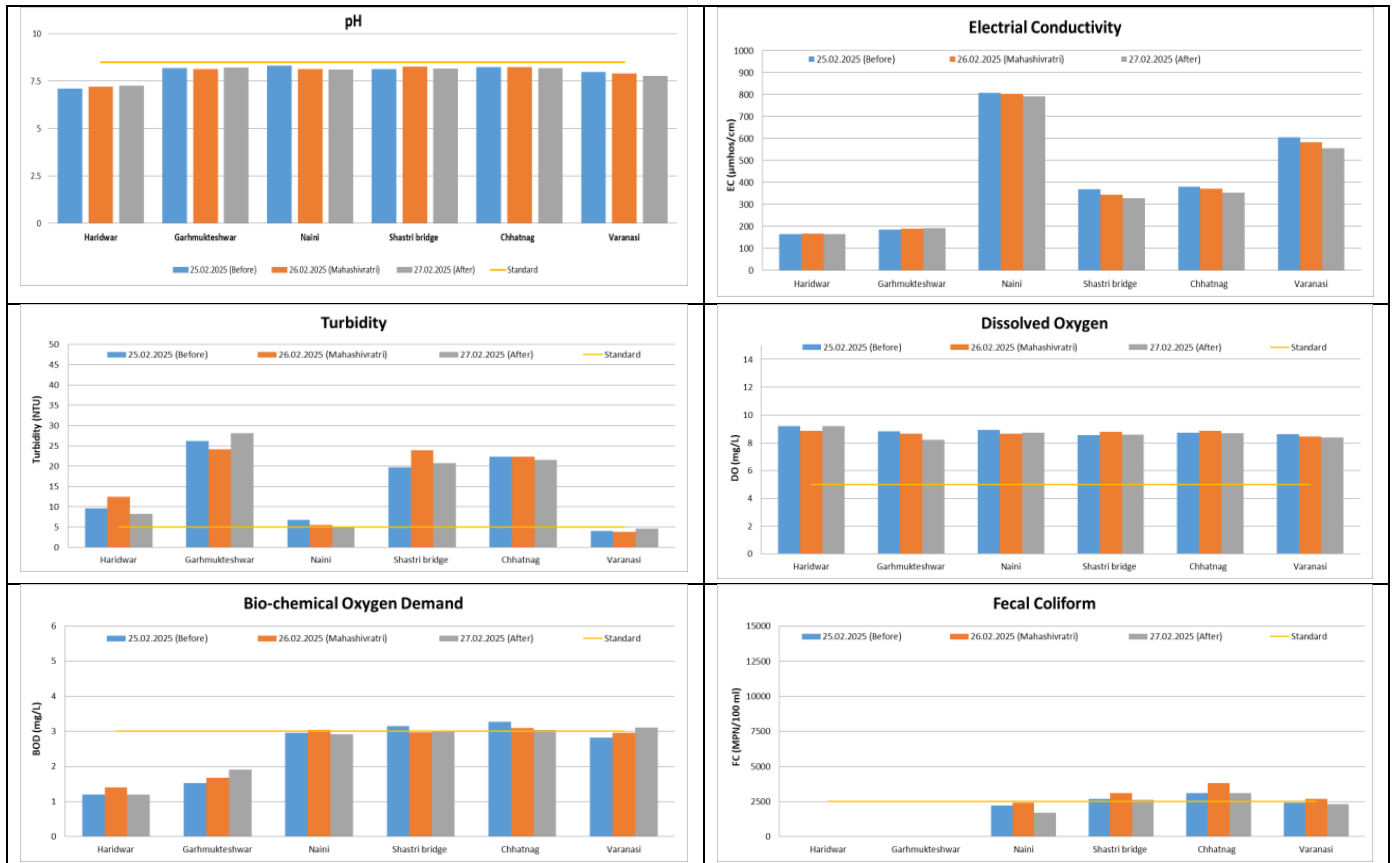 pH
10
7.5
5
2.5
0
Haridwar Garhmukteshwar Naini Shastri bridge Chhatnag Varanasi
25.02.2025 (Before) 26.02.2025 (Mahashivratri) 27.02.2025 (After) Standard
Electrial Conductivity
25.02.2025 (Before) 26.02.2025 (Mahashivratri) 27.02.2025 (After)
EC (µmhos/cm)
1000
900
800
700
600
500
400
300
200
100
0
Haridwar Garhmukteshwar Naini Shastri bridge Chhatnag Varanasi
Turbidity
25.02.2025 (Before) 26.02.2025 (Mahashivratri) 27.02.2025 (After) Standard
Turbidity (NTU)
50
45
40
35
30
25
20
15
10
5
0
Haridwar Garhmukteshwar Naini Shastri bridge Chhatnag Varanasi
Dissolved Oxygen
25.02.2025 (Before) 26.02.2025 (Mahashivratri) 27.02.2025 (After) Standard
DO (mg/L)
14
12
10
8
6
4
2
0
Haridwar Garhmukteshwar Naini Shastri bridge Chhatnag Varanasi
Bio-chemical Oxygen Demand
25.02.2025 (Before) 26.02.2025 (Mahashivratri) 27.02.2025 (After) Standard
BOD (mg/L)
6
5
4
3
2
1
0
Haridwar Garhmukteshwar Naini Shastri bridge Chhatnag Varanasi
Fecal Coliform
25.02.2025 (Before) 26.02.2025 (Mahashivratri) 27.02.2025 (After) Standard
FC (MPN/100 ml)
15000
12500
10000
7500
5000
2500
0
Haridwar Garhmukteshwar Naini Shastri bridge Chhatnag Varanasi